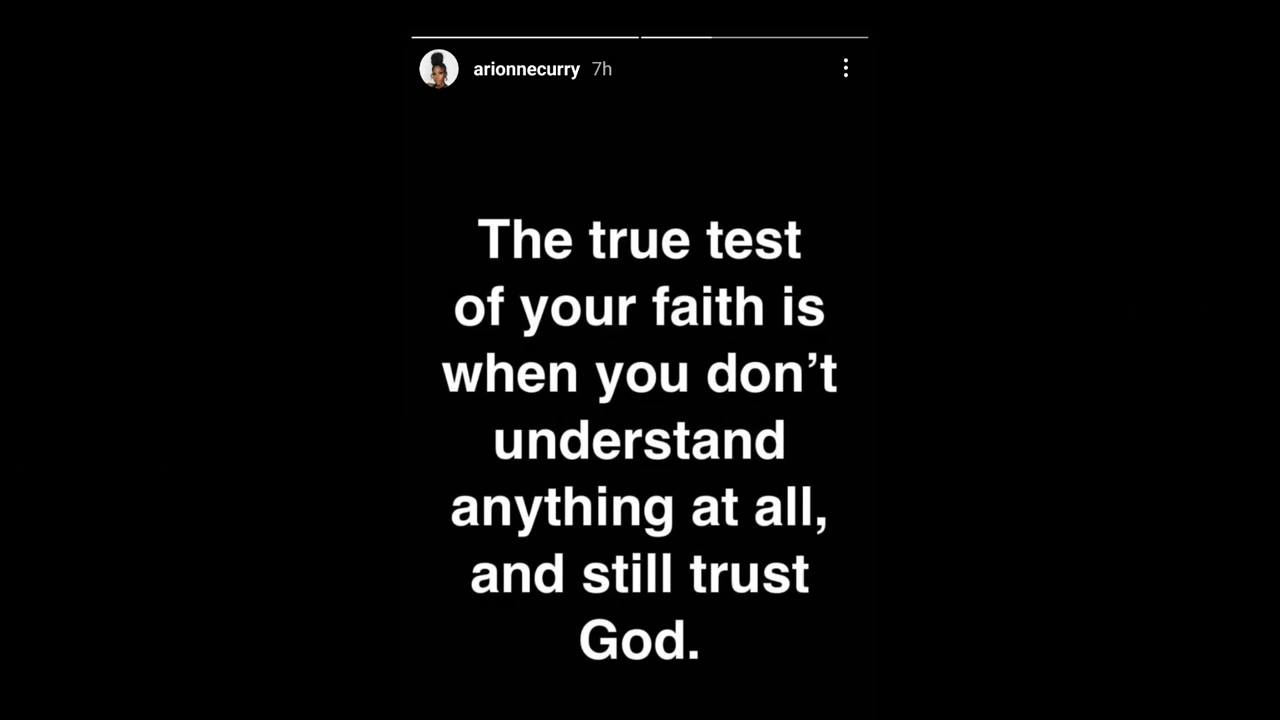 arionnecurry 7h
The true test
of your faith is
when you don’t
understand
anything at all,
and still trust
God.